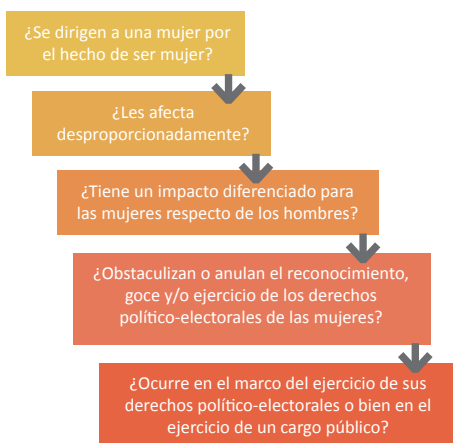 ¿Se dirigen a una mujer por
el hecho de ser mujer?
¿Les afecta
desproporcionadamente?
¿Tiene un impacto diferenciado para
las mujeres respecto de los hombres?
¿Obstaculizan o anulan el reconocimiento,
goce y/o ejercicio de los derechos
político-electorales de las mujeres?
¿Ocurre en el marco del ejercicio de sus
derechos político-electorales o bien en el
ejercicio de un cargo público?